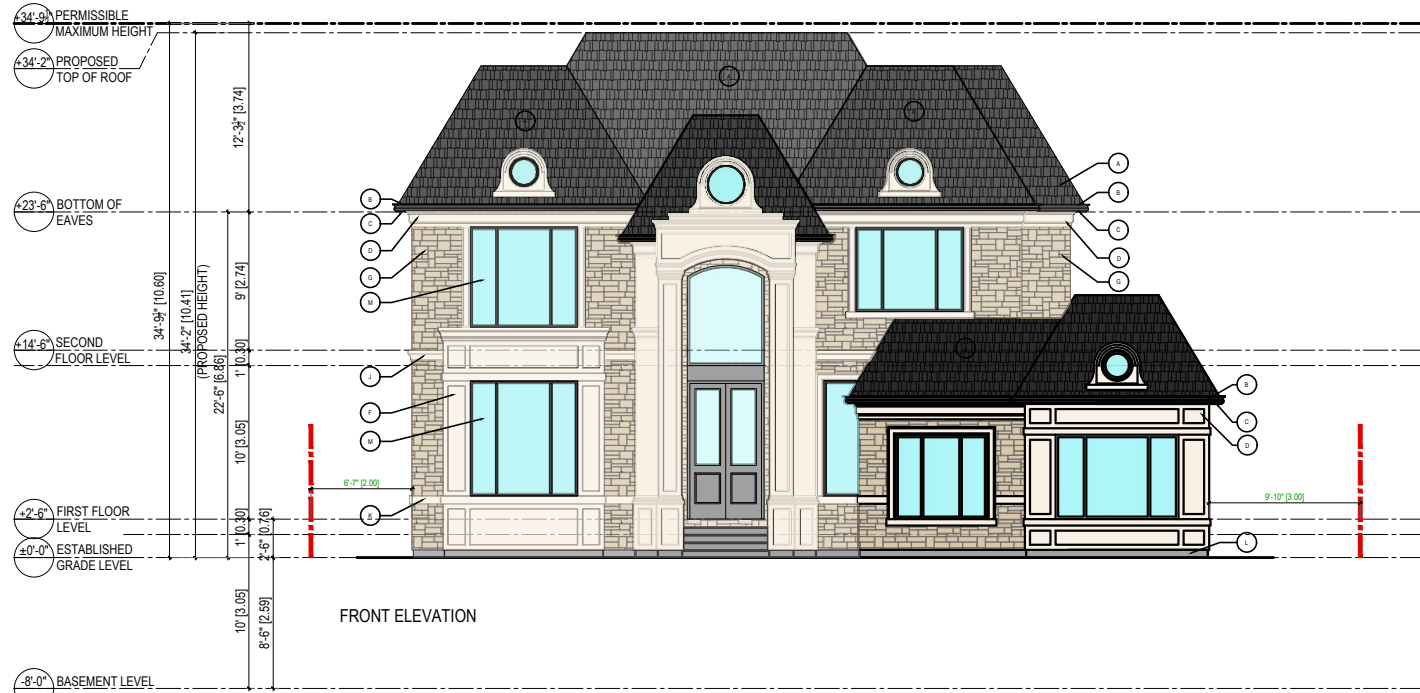 +34'-9½" PERMISSIBLE
MAXIMUM HEIGHT
+34'-2" PROPOSED
TOP OF ROOF
+23'-6" BOTTOM OF
EAVES
+14'-6" SECOND
FLOOR LEVEL
+2'-6" FIRST FLOOR
LEVEL
±0'-0" ESTABLISHED
GRADE LEVEL
-8'-0" BASEMENT LEVEL
34'-9½" [10.60]
34'-2" [10.41]
(PROPOSED HEIGHT)
22'-6" [6.86]
12'-3½" [3.74]
9' [2.74]
1' [0.30]
10' [3.05]
1' [0.30]
2'-6" [0.76]
10' [3.05]
8'-6" [2.59]
6'-7" [2.00]
9'-10" [3.00]
B
C
D
G
M
J
F
M
K
A
A
B
C
D
G
B
C
D
L
FRONT ELEVATION